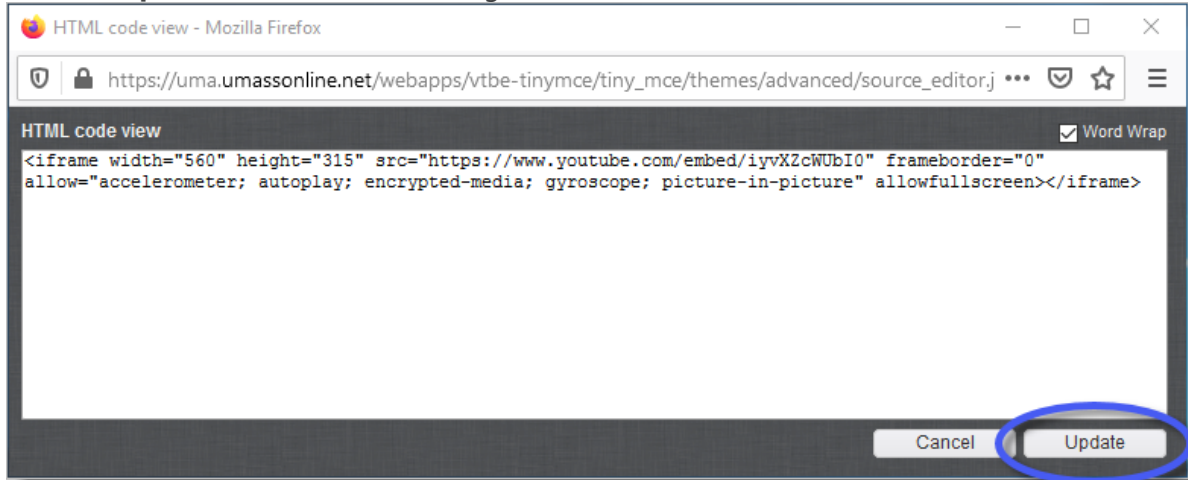 HTML code view - Mozilla Firefox
https://uma.umassonline.net/webapps/vtbe-tinymce/tiny_mce/themes/advanced/source_editor.j
HTML code view
Word Wrap
<iframe width="560" height="315" src="https://www.youtube.com/embed/iyvXZcWUbI0" frameborder="0"
allow="accelerometer; autoplay; encrypted-media; gyroscope; picture-in-picture" allowfullscreen></iframe>
Cancel
Update